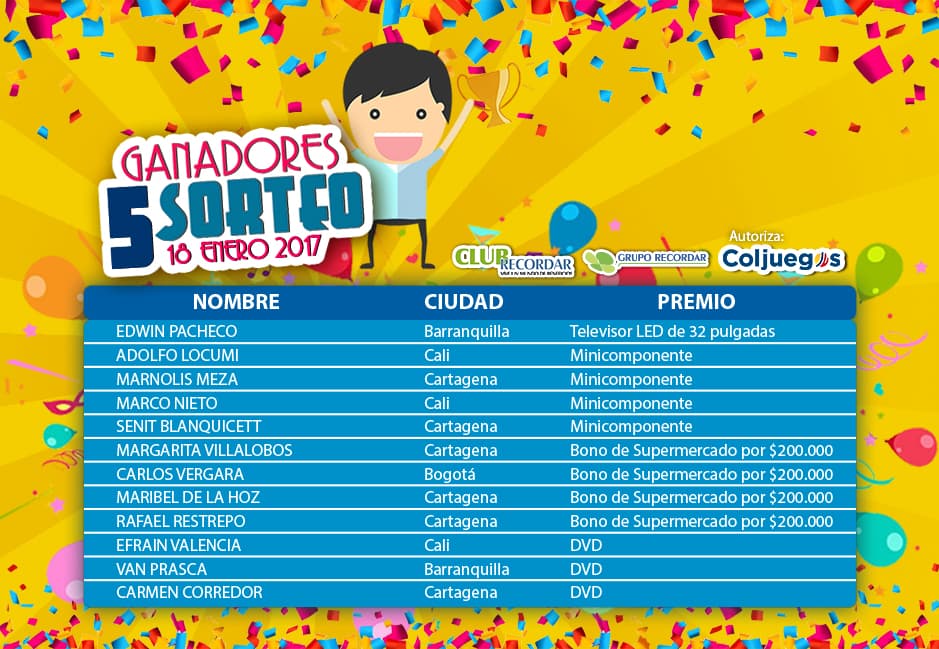 GANADORES
5 SORTEO
18 ENERO 2017
CLUB
RECORDAR
GRUPO RECORDAR
Autoriza:
Coljuegos
NOMBRE CIUDAD PREMIO
EDWIN PACHECO Barranquilla Televisor LED de 32 pulgadas
ADOLFO LOCUMI Cali Minicomponente
MARNOLIS MEZA Cartagena Minicomponente
MARCO NIETO Cali Minicomponente
SENIT BLANQUICETT Cartagena Minicomponente
MARGARITA VILLALOBOS Cartagena Bono de Supermercado por $200.000
CARLOS VERGARA Bogotá Bono de Supermercado por $200.000
MARIBEL DE LA HOZ Cartagena Bono de Supermercado por $200.000
RAFAEL RESTREPO Cartagena Bono de Supermercado por $200.000
EFRAIN VALENCIA Cali DVD
VAN PRASCA Barranquilla DVD
CARMEN CORREDOR Cartagena DVD